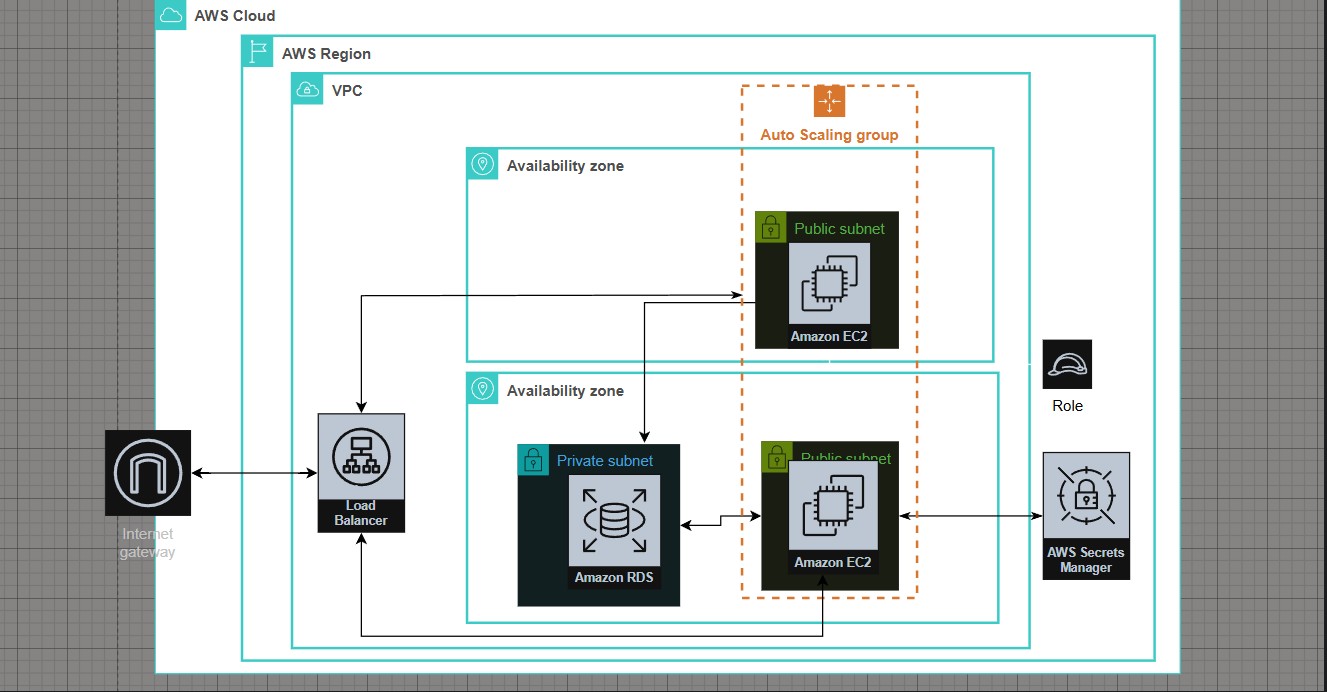 AWS Cloud
AWS Region
VPC
Auto Scaling group
Availability zone
Public subnet
Amazon EC2
Availability zone
Role
Private subnet
Public subnet
Load
Balancer
Internet
gateway
Amazon RDS
Amazon EC2
AWS Secrets
Manager